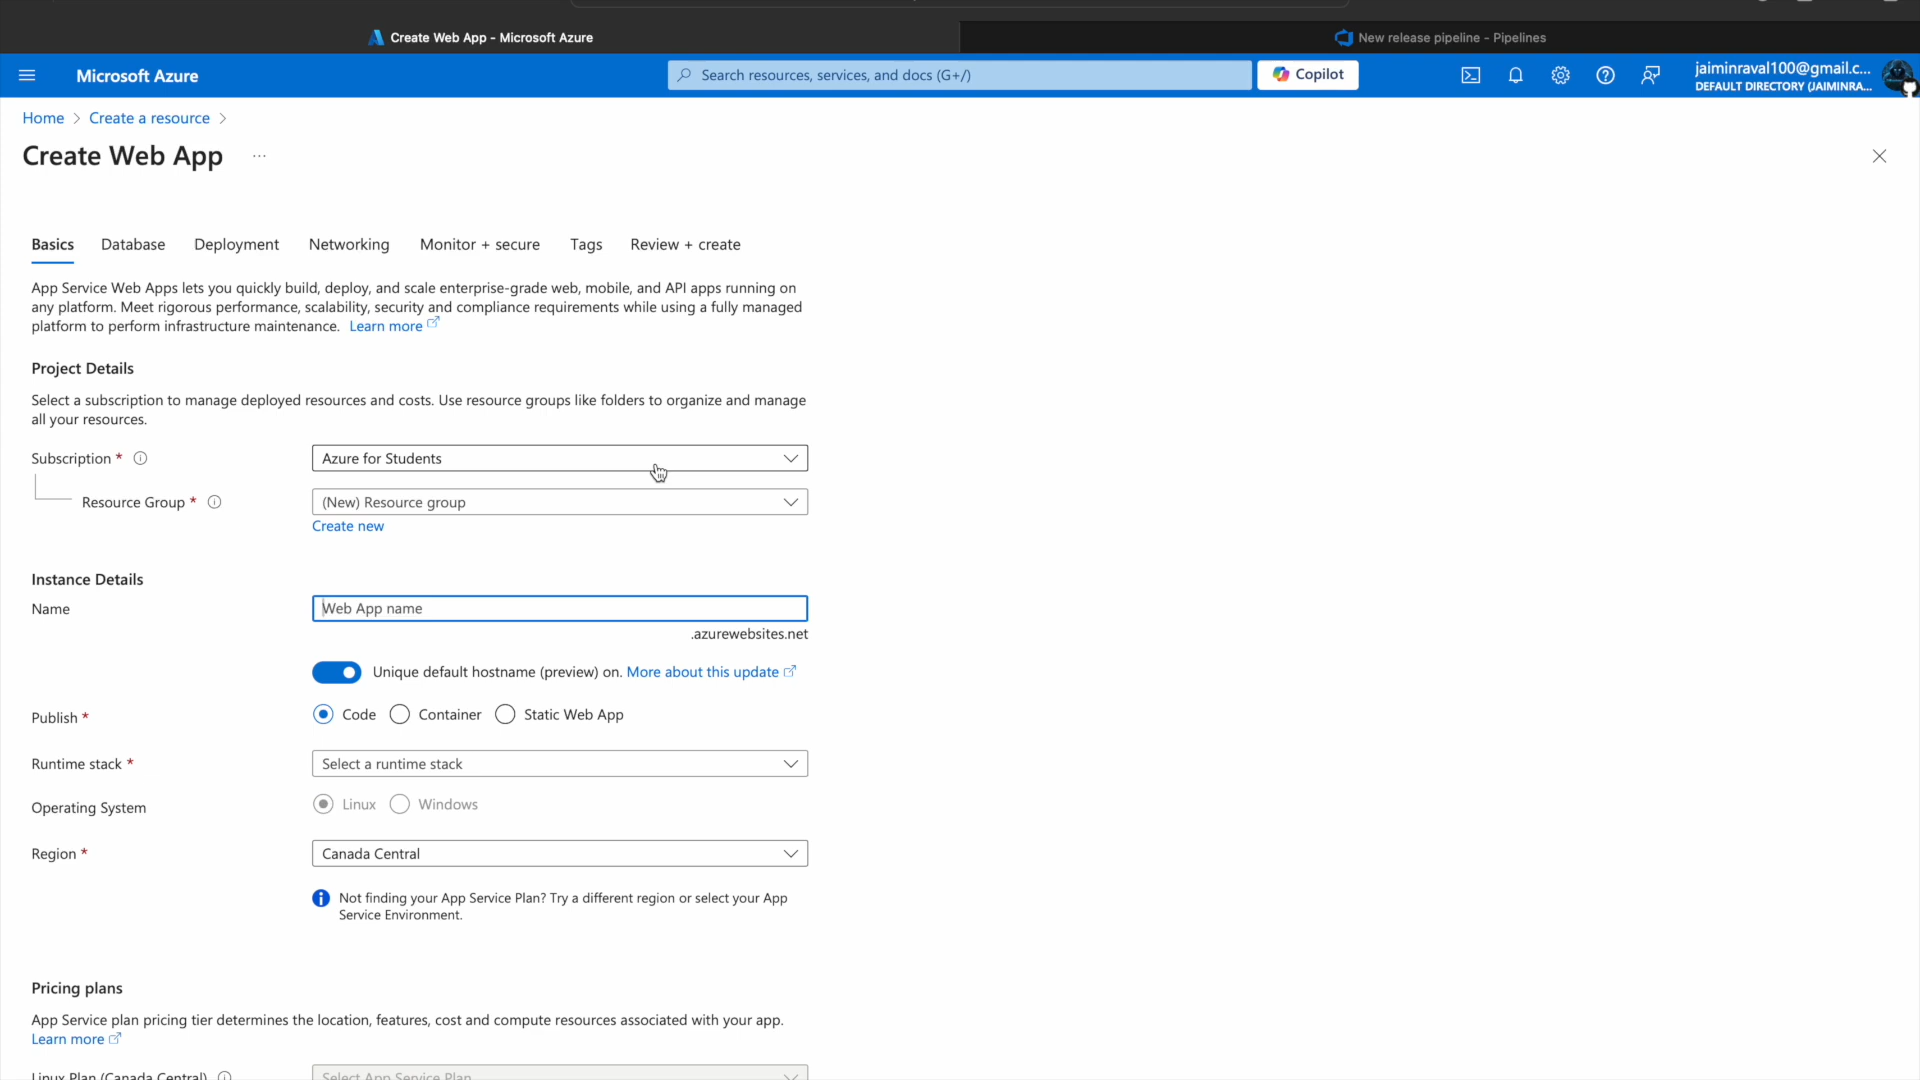 Create Web App - Microsoft Azure
New release pipeline - Pipelines
Microsoft Azure
Search resources, services, and docs (G+/)
Copilot
jaiminraval100@gmail.c...
DEFAULT DIRECTORY (JAIMINRA...
Home > Create a resource >
Create Web App ...
Basics Database Deployment Networking Monitor + secure Tags Review + create
App Service Web Apps lets you quickly build, deploy, and scale enterprise-grade web, mobile, and API apps running on
any platform. Meet rigorous performance, scalability, security and compliance requirements while using a fully managed
platform to perform infrastructure maintenance. Learn more
Project Details
Select a subscription to manage deployed resources and costs. Use resource groups like folders to organize and manage
all your resources.
Subscription * Azure for Students
Resource Group * (New) Resource group
Create new
Instance Details
Name Web App name
.azurewebsites.net
Unique default hostname (preview) on. More about this update
Publish * Code Container Static Web App
Runtime stack * Select a runtime stack
Operating System Linux Windows
Region * Canada Central
Not finding your App Service Plan? Try a different region or select your App
Service Environment.
Pricing plans
App Service plan pricing tier determines the location, features, cost and compute resources associated with your app.
Learn more
Linux Plan (Canada Central) Select App Service Plan